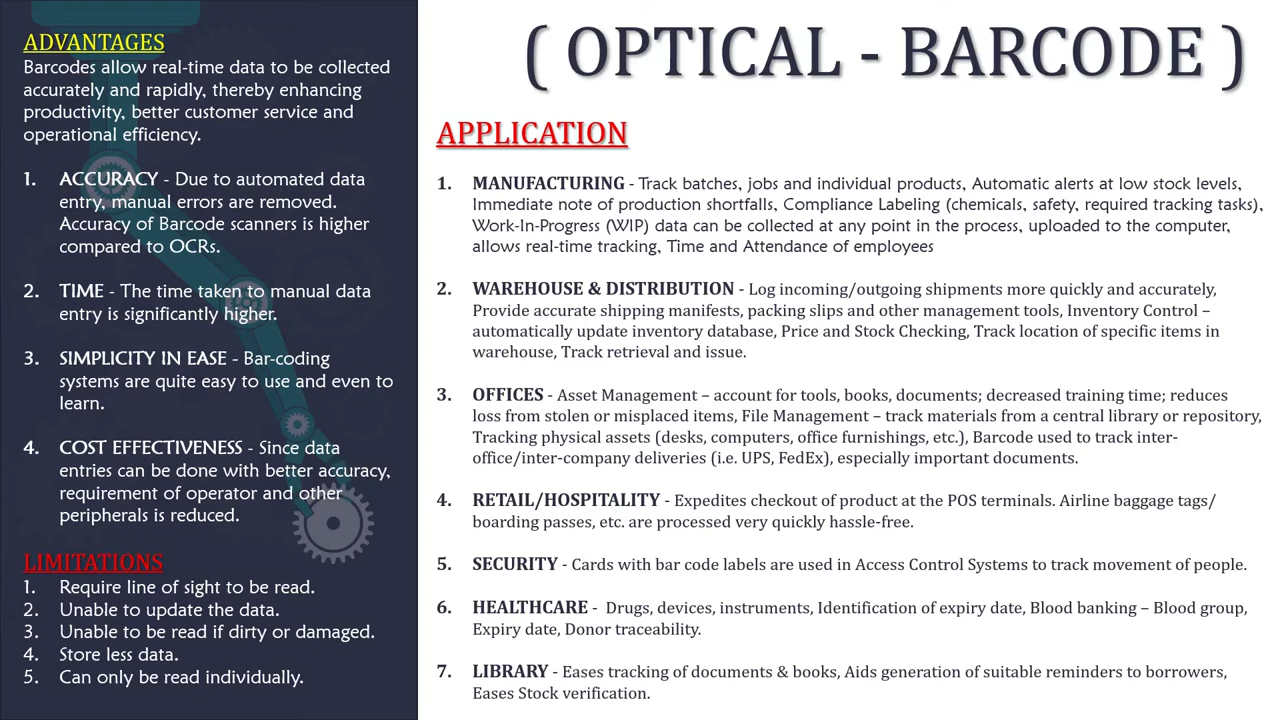 ADVANTAGES
Barcodes allow real-time data to be collected
accurately and rapidly, thereby enhancing
productivity, better customer service and
operational efficiency.
1. ACCURACY - Due to automated data
entry, manual errors are removed.
Accuracy of Barcode scanners is higher
compared to OCRs.
2. TIME - The time taken to manual data
entry is significantly higher.
3. SIMPLICITY IN EASE - Bar-coding
systems are quite easy to use and even to
learn.
4. COST EFFECTIVENESS - Since data
entries can be done with better accuracy,
requirement of operator and other
peripherals is reduced.
LIMITATIONS
1. Require line of sight to be read.
2. Unable to update the data.
3. Unable to be read if dirty or damaged.
4. Store less data.
5. Can only be read individually.
( OPTICAL - BARCODE )
APPLICATION
1. MANUFACTURING - Track batches, jobs and individual products, Automatic alerts at low stock levels,
Immediate note of production shortfalls, Compliance Labeling (chemicals, safety, required tracking tasks),
Work-In-Progress (WIP) data can be collected at any point in the process, uploaded to the computer,
allows real-time tracking, Time and Attendance of employees
2. WAREHOUSE & DISTRIBUTION - Log incoming/outgoing shipments more quickly and accurately,
Provide accurate shipping manifests, packing slips and other management tools, Inventory Control –
automatically update inventory database, Price and Stock Checking, Track location of specific items in
warehouse, Track retrieval and issue.
3. OFFICES - Asset Management – account for tools, books, documents; decreased training time; reduces
loss from stolen or misplaced items, File Management – track materials from a central library or repository,
Tracking physical assets (desks, computers, office furnishings, etc.), Barcode used to track inter-
office/inter-company deliveries (i.e. UPS, FedEx), especially important documents.
4. RETAIL/HOSPITALITY - Expedites checkout of product at the POS terminals. Airline baggage tags/
boarding passes, etc. are processed very quickly hassle-free.
5. SECURITY - Cards with bar code labels are used in Access Control Systems to track movement of people.
6. HEALTHCARE - Drugs, devices, instruments, Identification of expiry date, Blood banking – Blood group,
Expiry date, Donor traceability.
7. LIBRARY - Eases tracking of documents & books, Aids generation of suitable reminders to borrowers,
Eases Stock verification.